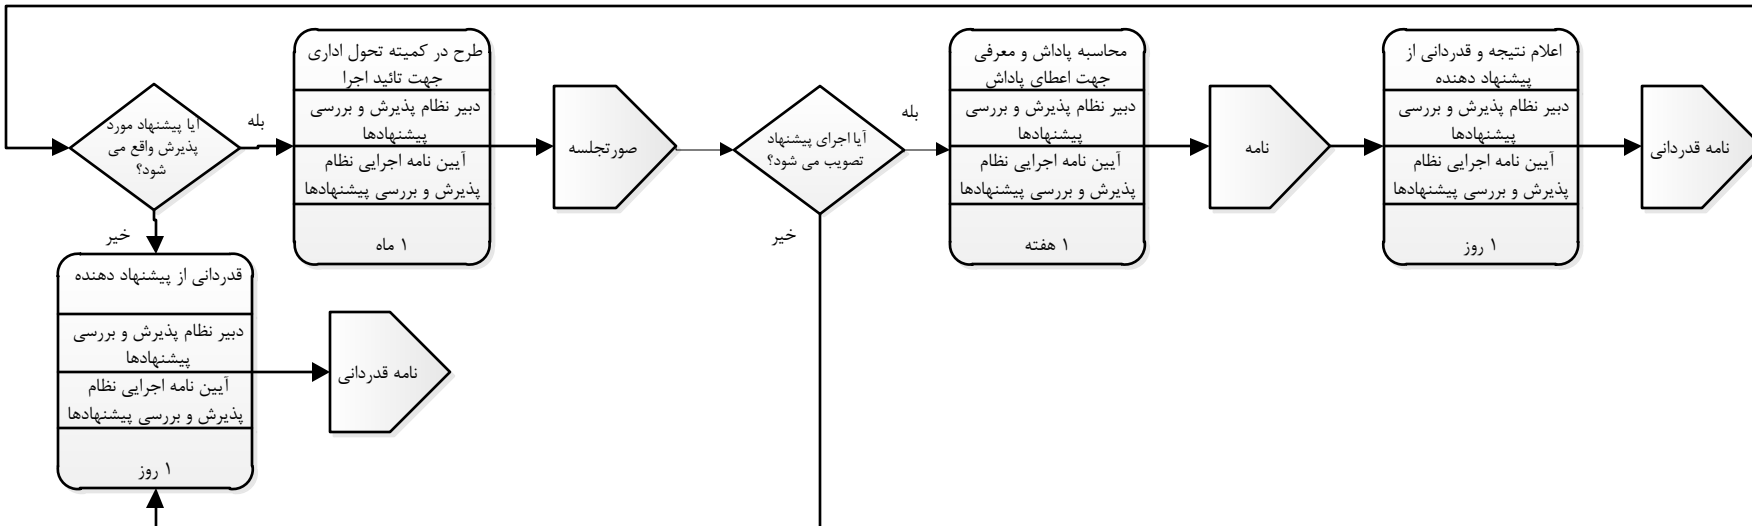 آیا پیشنهاد مورد
پذیرش واقع می
شود؟
بله
خیر
طرح در کمیته تحول اداری
جهت تائید اجرا
دبیر نظام پذیرش و بررسی
پیشنهادها
آیین نامه اجرایی نظام
پذیرش و بررسی پیشنهادها
۱ ماه
صورتجلسه
آیا اجرای پیشنهاد
تصویب می شود؟
بله
خیر
محاسبه پاداش و معرفی
جهت اعطای پاداش
دبیر نظام پذیرش و بررسی
پیشنهادها
آیین نامه اجرایی نظام
پذیرش و بررسی پیشنهادها
۱ هفته
نامه
اعلام نتیجه و قدردانی از
پیشنهاد دهنده
دبیر نظام پذیرش و بررسی
پیشنهادها
آیین نامه اجرایی نظام
پذیرش و بررسی پیشنهادها
۱ روز
نامه قدردانی
قدردانی از پیشنهاد دهنده
دبیر نظام پذیرش و بررسی
پیشنهادها
آیین نامه اجرایی نظام
پذیرش و بررسی پیشنهادها
۱ روز
نامه قدردانی